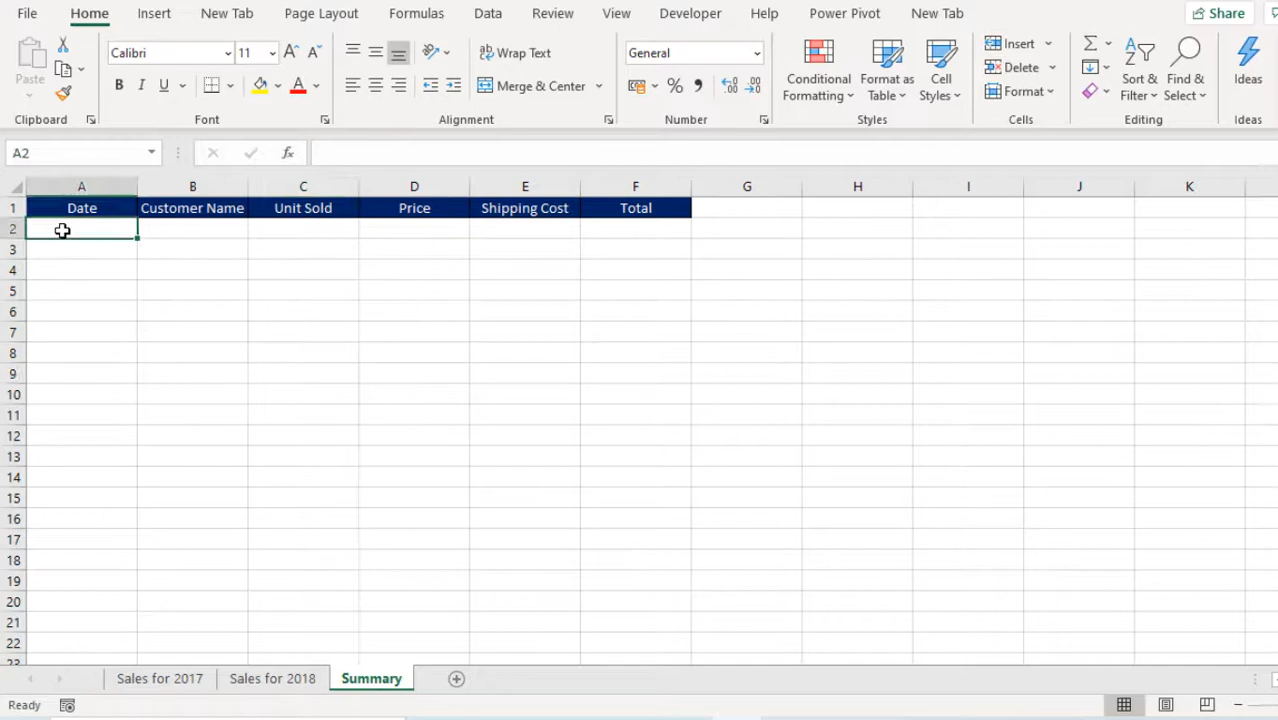 File Home Insert New Tab Page Layout Formulas Data Review View Developer Help Power Pivot New Tab Share
Paste
Calibri 11 A A
B I U A
Wrap Text
Merge & Center
General
%
Conditional Formatting
Format as Table
Cell Styles
Insert
Delete
Format
Sort & Filter
Find & Select
Ideas
Clipboard Font Alignment Number Styles Cells Editing Ideas
A2 fx
A B C D E F G H I J K
1 Date Customer Name Unit Sold Price Shipping Cost Total
2
3
4
5
6
7
8
9
10
11
12
13
14
15
16
17
18
19
20
21
22
23
Sales for 2017 Sales for 2018 Summary
Ready